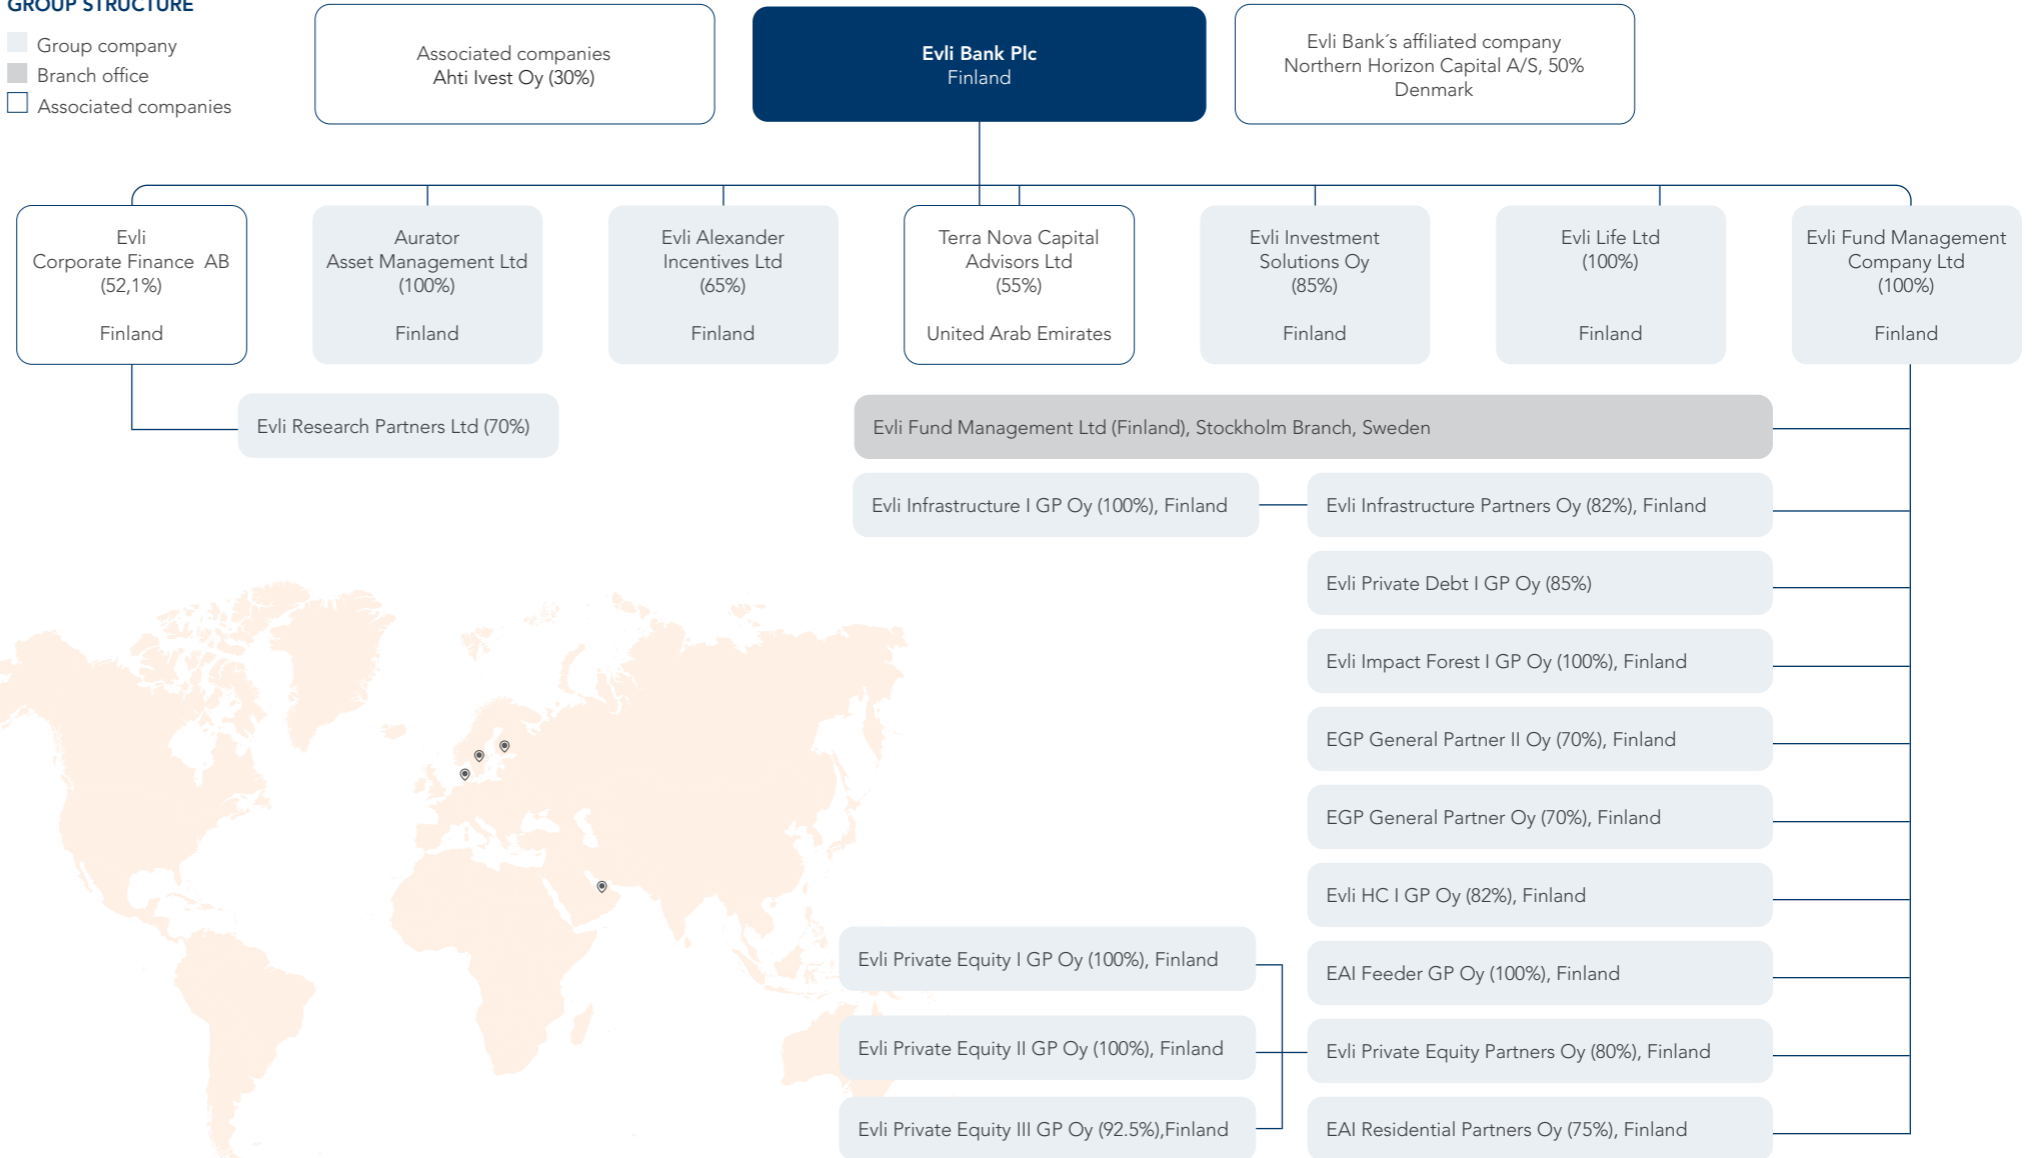 GROUP STRUCTURE
Group company
Branch office
Associated companies
Associated companies
Ahti Ivest Oy (30%)
Evli Bank Plc
Finland
Evli Bank´s affiliated company
Northern Horizon Capital A/S, 50%
Denmark
Evli
Corporate Finance AB
(52,1%)
Finland
Aurator
Asset Management Ltd
(100%)
Finland
Evli Alexander
Incentives Ltd
(65%)
Finland
Terra Nova Capital
Advisors Ltd
(55%)
United Arab Emirates
Evli Investment
Solutions Oy
(85%)
Finland
Evli Life Ltd
(100%)
Finland
Evli Fund Management
Company Ltd
(100%)
Finland
Evli Research Partners Ltd (70%)
Evli Fund Management Ltd (Finland), Stockholm Branch, Sweden
Evli Infrastructure I GP Oy (100%), Finland
Evli Infrastructure Partners Oy (82%), Finland
Evli Private Debt I GP Oy (85%)
Evli Impact Forest I GP Oy (100%), Finland
EGP General Partner II Oy (70%), Finland
EGP General Partner Oy (70%), Finland
Evli HC I GP Oy (82%), Finland
Evli Private Equity I GP Oy (100%), Finland
EAI Feeder GP Oy (100%), Finland
Evli Private Equity II GP Oy (100%), Finland
Evli Private Equity Partners Oy (80%), Finland
Evli Private Equity III GP Oy (92.5%),Finland
EAI Residential Partners Oy (75%), Finland